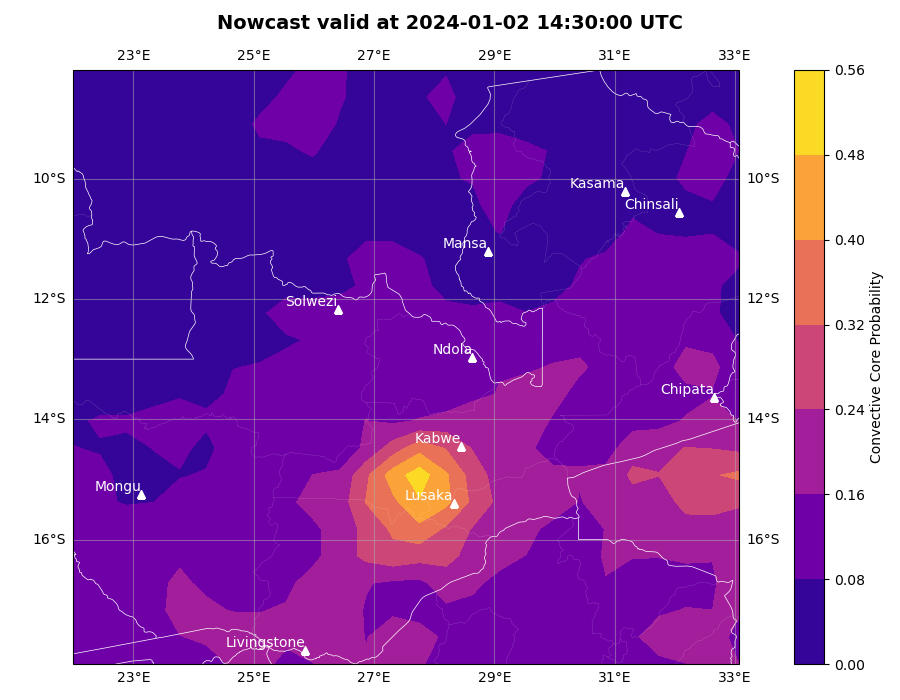 Nowcast valid at 2024-01-02 14:30:00 UTC
23°E 25°E 27°E 29°E 31°E 33°E
0.56
0.48
0.40
0.32
0.24
0.16
0.08
0.00
Convective Core Probability
10°S 10°S
12°S 12°S
14°S 14°S
16°S 16°S
Kasama
Chinsali
Mansa
Solwezi
Ndola
Chipata
Kabwe
Mongu
Lusaka
Livingstone
23°E 25°E 27°E 29°E 31°E 33°E